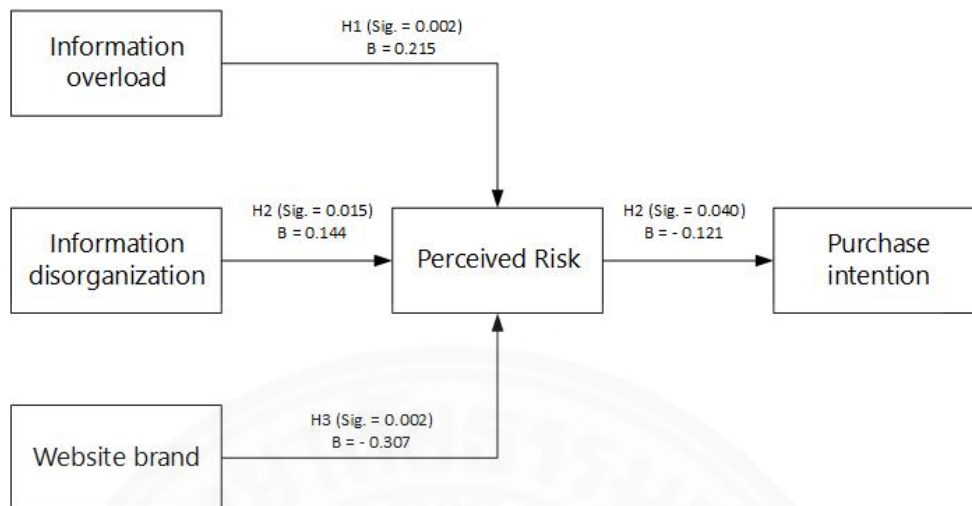 H1 (Sig. = 0.002)
B = 0.215
Information
overload
H2 (Sig. = 0.015)
B = 0.144
H2 (Sig. = 0.040)
B = - 0.121
Information
disorganization
Perceived Risk
Purchase
intention
H3 (Sig. = 0.002)
B = - 0.307
Website brand